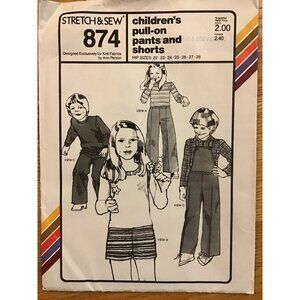 STRETCH & SEW®
874
Designed Exclusively for Knit Fabrics
by Ann Person
children's
pull-on
pants and
shorts
HIP SIZES: 22 · 23 · 24 · 25 · 26 · 27 · 28
2.00
2.40
VIEW A
VIEW B
VIEW C
VIEW D